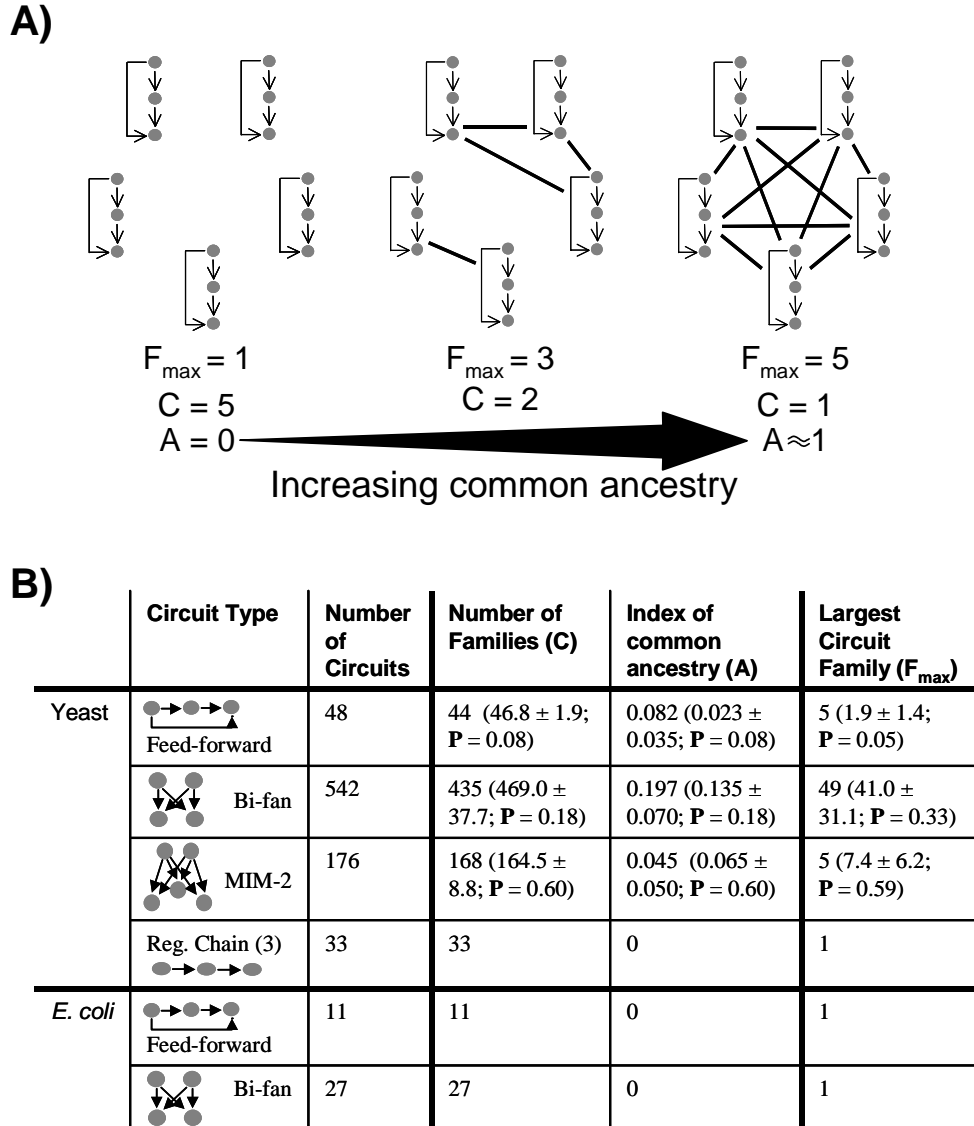 A)
F_max = 1
C = 5
A = 0
F_max = 3
C = 2
F_max = 5
C = 1
A≈1
Increasing common ancestry
B)
Circuit Type
Number
of
Circuits
Number of
Families (C)
Index of
common
ancestry (A)
Largest
Circuit
Family (F_max)
Yeast
Feed-forward
48
44 (46.8 ± 1.9;
P = 0.08)
0.082 (0.023 ±
0.035; P = 0.08)
5 (1.9 ± 1.4;
P = 0.05)
Bi-fan
542
435 (469.0 ±
37.7; P = 0.18)
0.197 (0.135 ±
0.070; P = 0.18)
49 (41.0 ±
31.1; P = 0.33)
MIM-2
176
168 (164.5 ±
8.8; P = 0.60)
0.045 (0.065 ±
0.050; P = 0.60)
5 (7.4 ± 6.2;
P = 0.59)
Reg. Chain (3)
33
33
0
1
E. coli
Feed-forward
11
11
0
1
Bi-fan
27
27
0
1